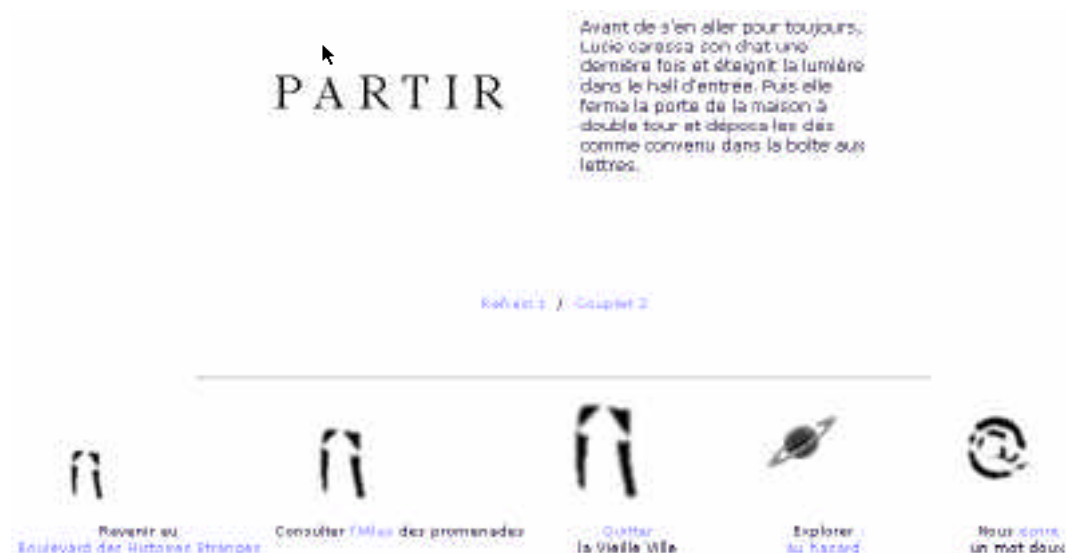 PARTIR
Avant de s'en aller pour toujours,
Lucie caressa son chat une
dernière fois et éteignit la lumière
dans le hall d'entrée. Puis elle
ferma la porte de la maison à
double tour et déposa les clés
comme convenu dans la boîte aux
lettres.
Refrain 1 / Couplet 2
Revenir au
Boulevard des Histoires Etranges
Consulter l'Atlas des promenades
Quitter
la Vieille Ville
Explorer
au hasard
Nous écrire
un mot doux